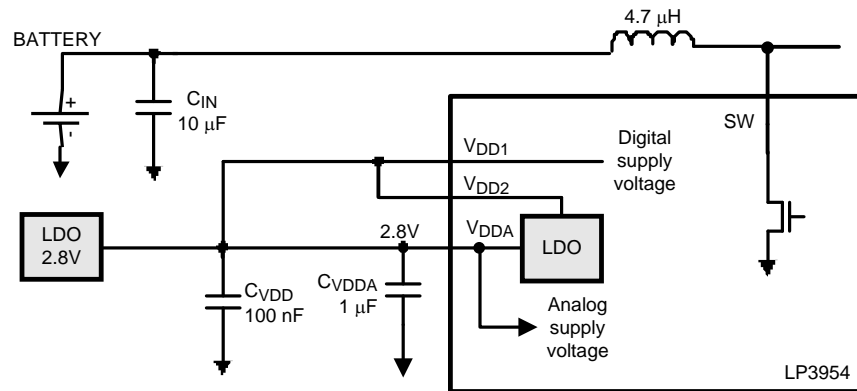 4.7 μH
BATTERY
+
-
CIN
10 μF
SW
VDD1
Digital
supply
voltage
VDD2
LDO
2.8V
2.8V
VDDA
LDO
CVDD
100 nF
CVDDA
1 μF
Analog
supply
voltage
LP3954